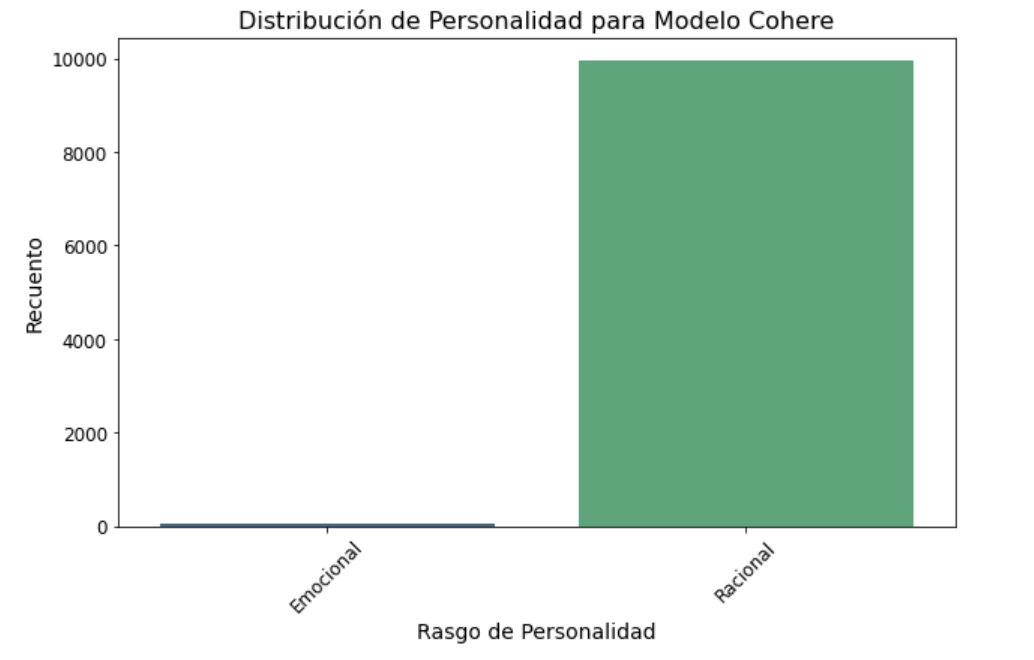 Distribución de Personalidad para Modelo Cohere
10000
8000
6000
4000
2000
0
Recuento
Emocional
Racional
Rasgo de Personalidad